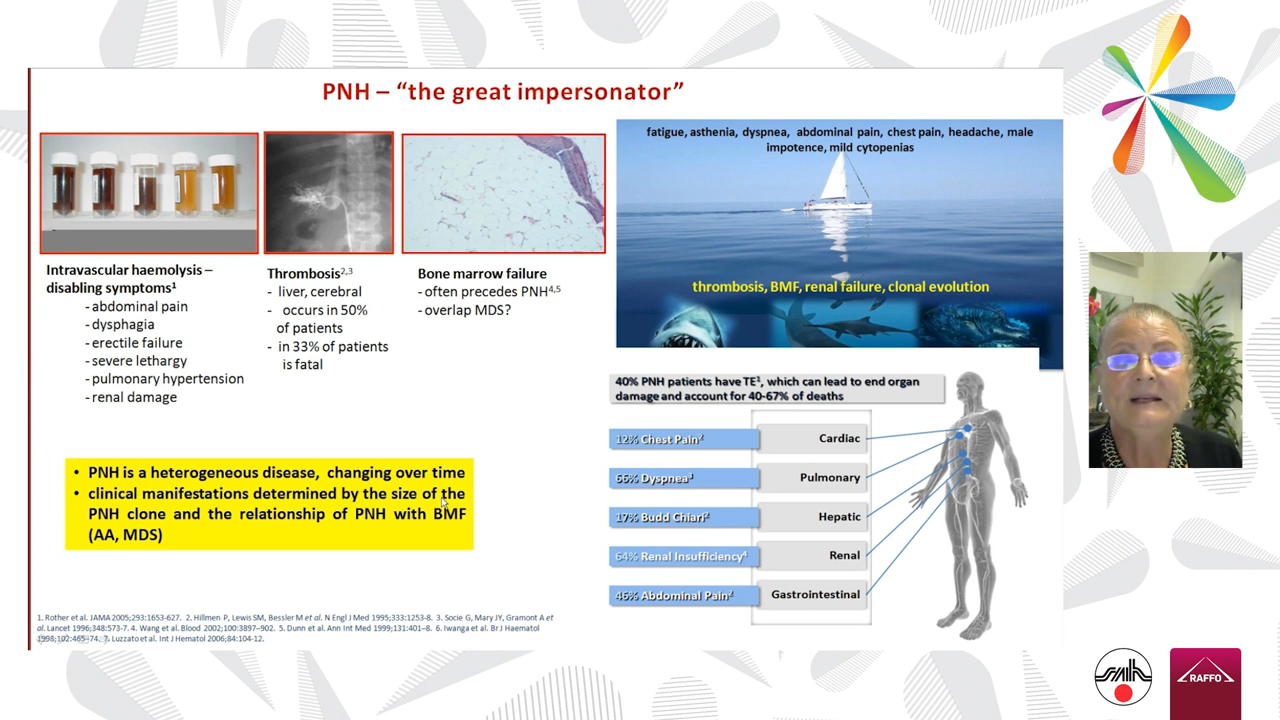 PNH – “the great impersonator”
Intravascular haemolysis –
disabling symptoms1
- abdominal pain
- dysphagia
- erectile failure
- severe lethargy
- pulmonary hypertension
- renal damage
Thrombosis2,3
- liver, cerebral
- occurs in 50%
of patients
- in 33% of patients
is fatal
Bone marrow failure
- often precedes PNH4,5
- overlap MDS?
fatigue, asthenia, dyspnea, abdominal pain, chest pain, headache, male
impotence, mild cytopenias
thrombosis, BMF, renal failure, clonal evolution
40% PNH patients have TE1, which can lead to end organ
damage and account for 40-67% of deaths
12% Chest Pain2 Cardiac
66% Dyspnea3 Pulmonary
17% Budd Chiari2 Hepatic
64% Renal Insufficiency4 Renal
46% Abdominal Pain2 Gastrointestinal
• PNH is a heterogeneous disease, changing over time
• clinical manifestations determined by the size of the
PNH clone and the relationship of PNH with BMF
(AA, MDS)
1. Rother et al. JAMA 2005;293:1653-627. 2. Hillmen P, Lewis SM, Bessler M et al. N Engl J Med 1995;333:1253-8. 3. Socie G, Mary JY, Gramont A et
al. Lancet 1996;348:573-7. 4. Wang et al. Blood 2002;100:3897–902. 5. Dunn et al. Ann Int Med 1999;131:401–8. 6. Iwanga et al. Br J Haematol
1998;102:465-74. 7. Luzzato et al. Int J Hematol 2006;84:104-12.
RAFFO